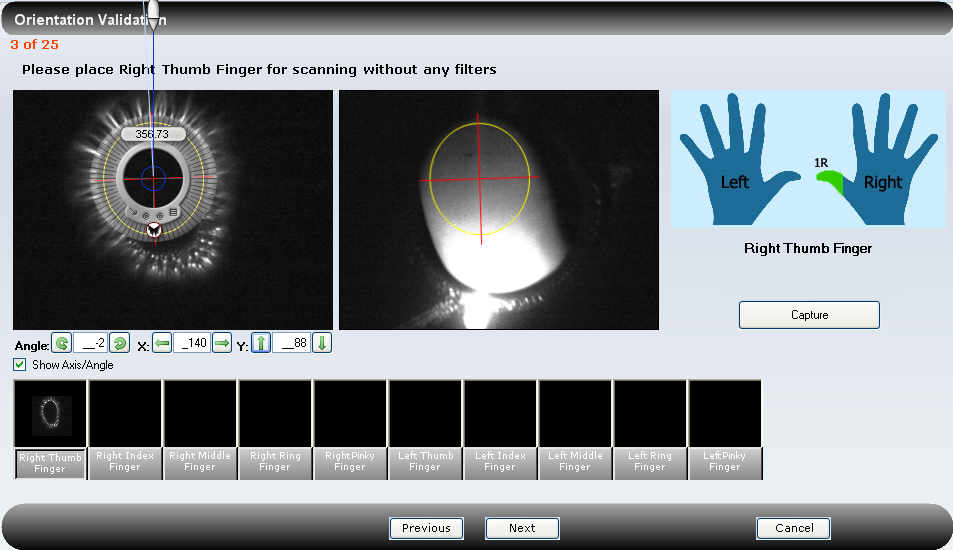 Orientation Validation
3 of 25
Please place Right Thumb Finger for scanning without any filters
356.73
1R
Left
Right
Right Thumb Finger
Capture
Angle: __-2 X: _140 Y: __88
Show Axis/Angle
Right Thumb
Finger
Right Index
Finger
Right Middle
Finger
Right Ring
Finger
RightPinky
Finger
Left Thumb
Finger
Left Index
Finger
Left Middle
Finger
Left Ring
Finger
LeftPinky
Finger
Previous
Next
Cancel